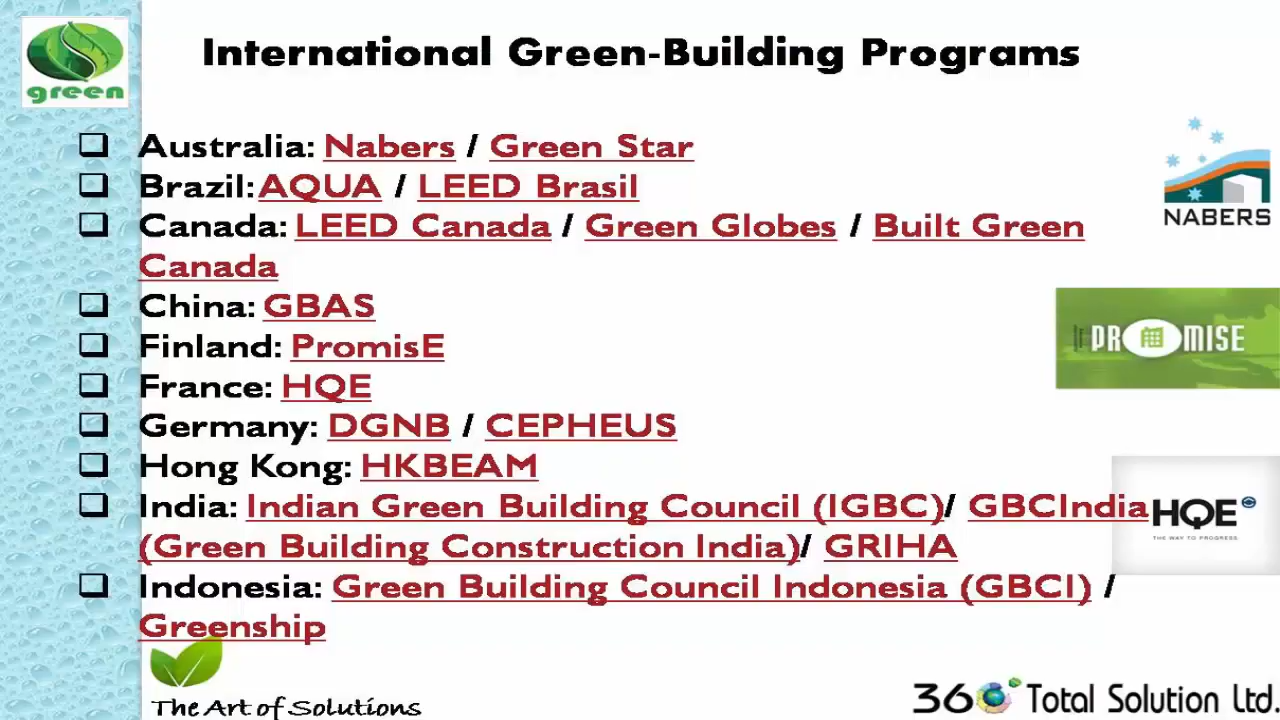 green
International Green-Building Programs
❑ Australia: Nabers / Green Star
❑ Brazil: AQUA / LEED Brasil
❑ Canada: LEED Canada / Green Globes / Built Green
Canada
❑ China: GBAS
❑ Finland: PromisE
❑ France: HQE
❑ Germany: DGNB / CEPHEUS
❑ Hong Kong: HKBEAM
❑ India: Indian Green Building Council (IGBC)/ GBCIndia
(Green Building Construction India)/ GRIHA
❑ Indonesia: Green Building Council Indonesia (GBCI) /
Greenship
NABERS
PROMISE
HQE
THE WAY TO PROGRESS
The Art of Solutions
360 Total Solution Ltd.